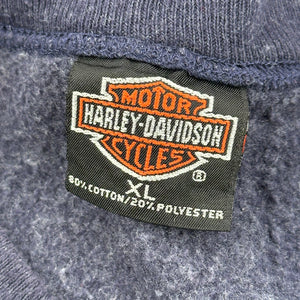 MOTOR
HARLEY-DAVIDSON
CYCLES
®
XL
80% COTTON/20% POLYESTER